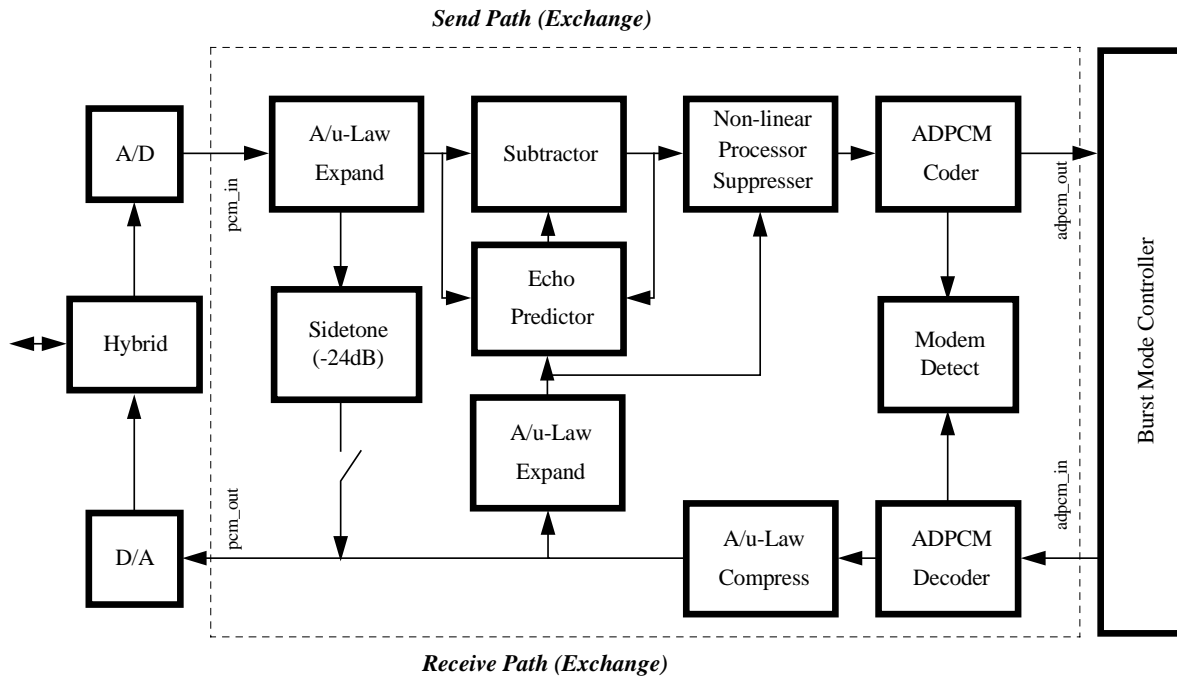 Send Path (Exchange)
A/D
A/u-Law
Expand
Subtractor
Non-linear
Processor
Suppresser
ADPCM
Coder
pcm_in
adpcm_out
Echo
Predictor
Hybrid
Sidetone
(-24dB)
Modem
Detect
Burst Mode Controller
A/u-Law
Expand
pcm_out
adpcm_in
D/A
A/u-Law
Compress
ADPCM
Decoder
Receive Path (Exchange)